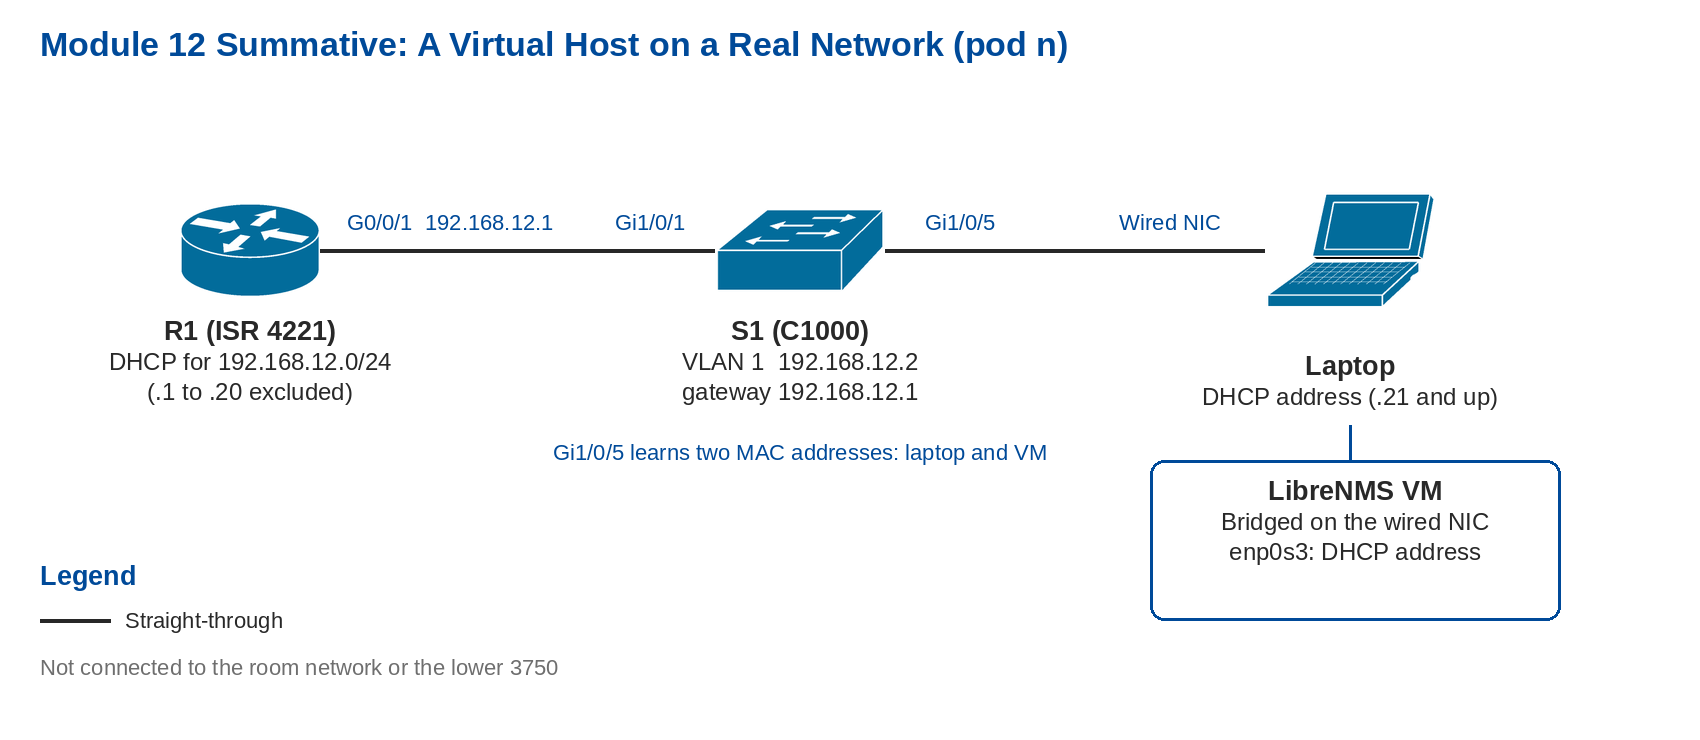 Module 12 Summative: A Virtual Host on a Real Network (pod n)
G0/0/1  192.168.12.1
Gi1/0/1
Gi1/0/5
Wired NIC
R1 (ISR 4221)
DHCP for 192.168.12.0/24
(.1 to .20 excluded)
S1 (C1000)
VLAN 1  192.168.12.2
gateway 192.168.12.1
Laptop
DHCP address (.21 and up)
Gi1/0/5 learns two MAC addresses: laptop and VM
LibreNMS VM
Bridged on the wired NIC
enp0s3: DHCP address
Legend
Straight-through
Not connected to the room network or the lower 3750